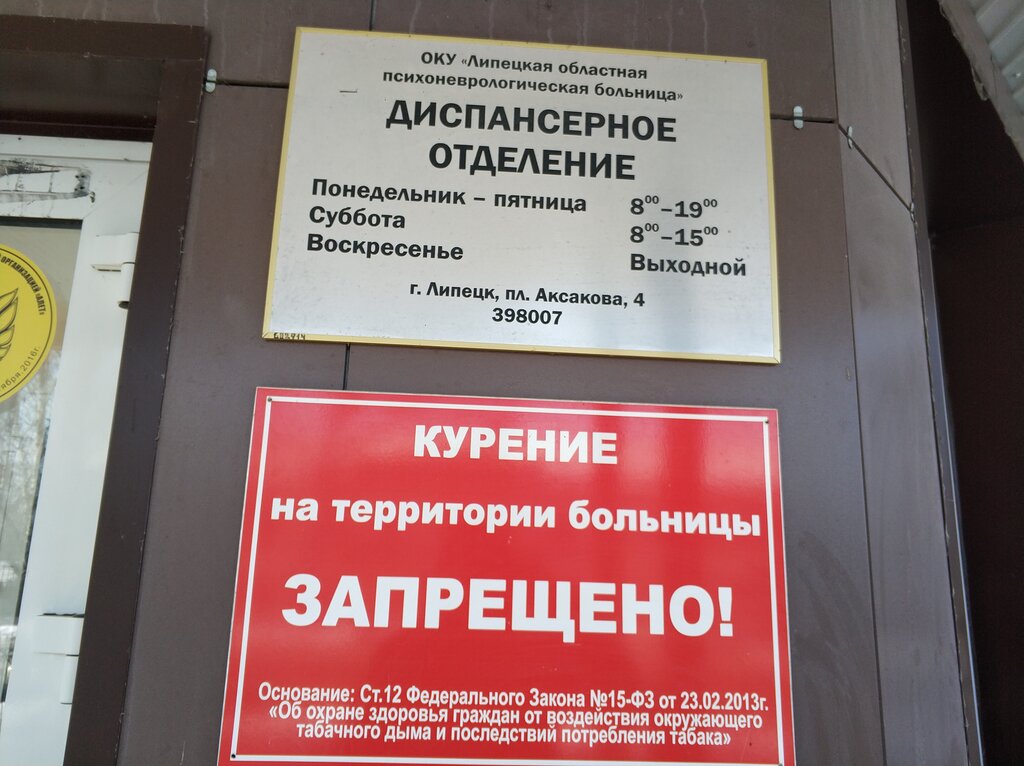 ОКУ «Липецкая областная
психоневрологическая больница»
ДИСПАНСЕРНОЕ
ОТДЕЛЕНИЕ
Понедельник – пятница 8⁰⁰–19⁰⁰
Суббота 8⁰⁰–15⁰⁰
Воскресенье Выходной
г. Липецк, пл. Аксакова, 4
398007
КУРЕНИЕ
на территории больницы
ЗАПРЕЩЕНО!
Основание: Ст.12 Федерального Закона №15-ФЗ от 23.02.2013г.
«Об охране здоровья граждан от воздействия окружающего
табачного дыма и последствий потребления табака»
ОРГАНИЗАЦИЕЙ
2016г.